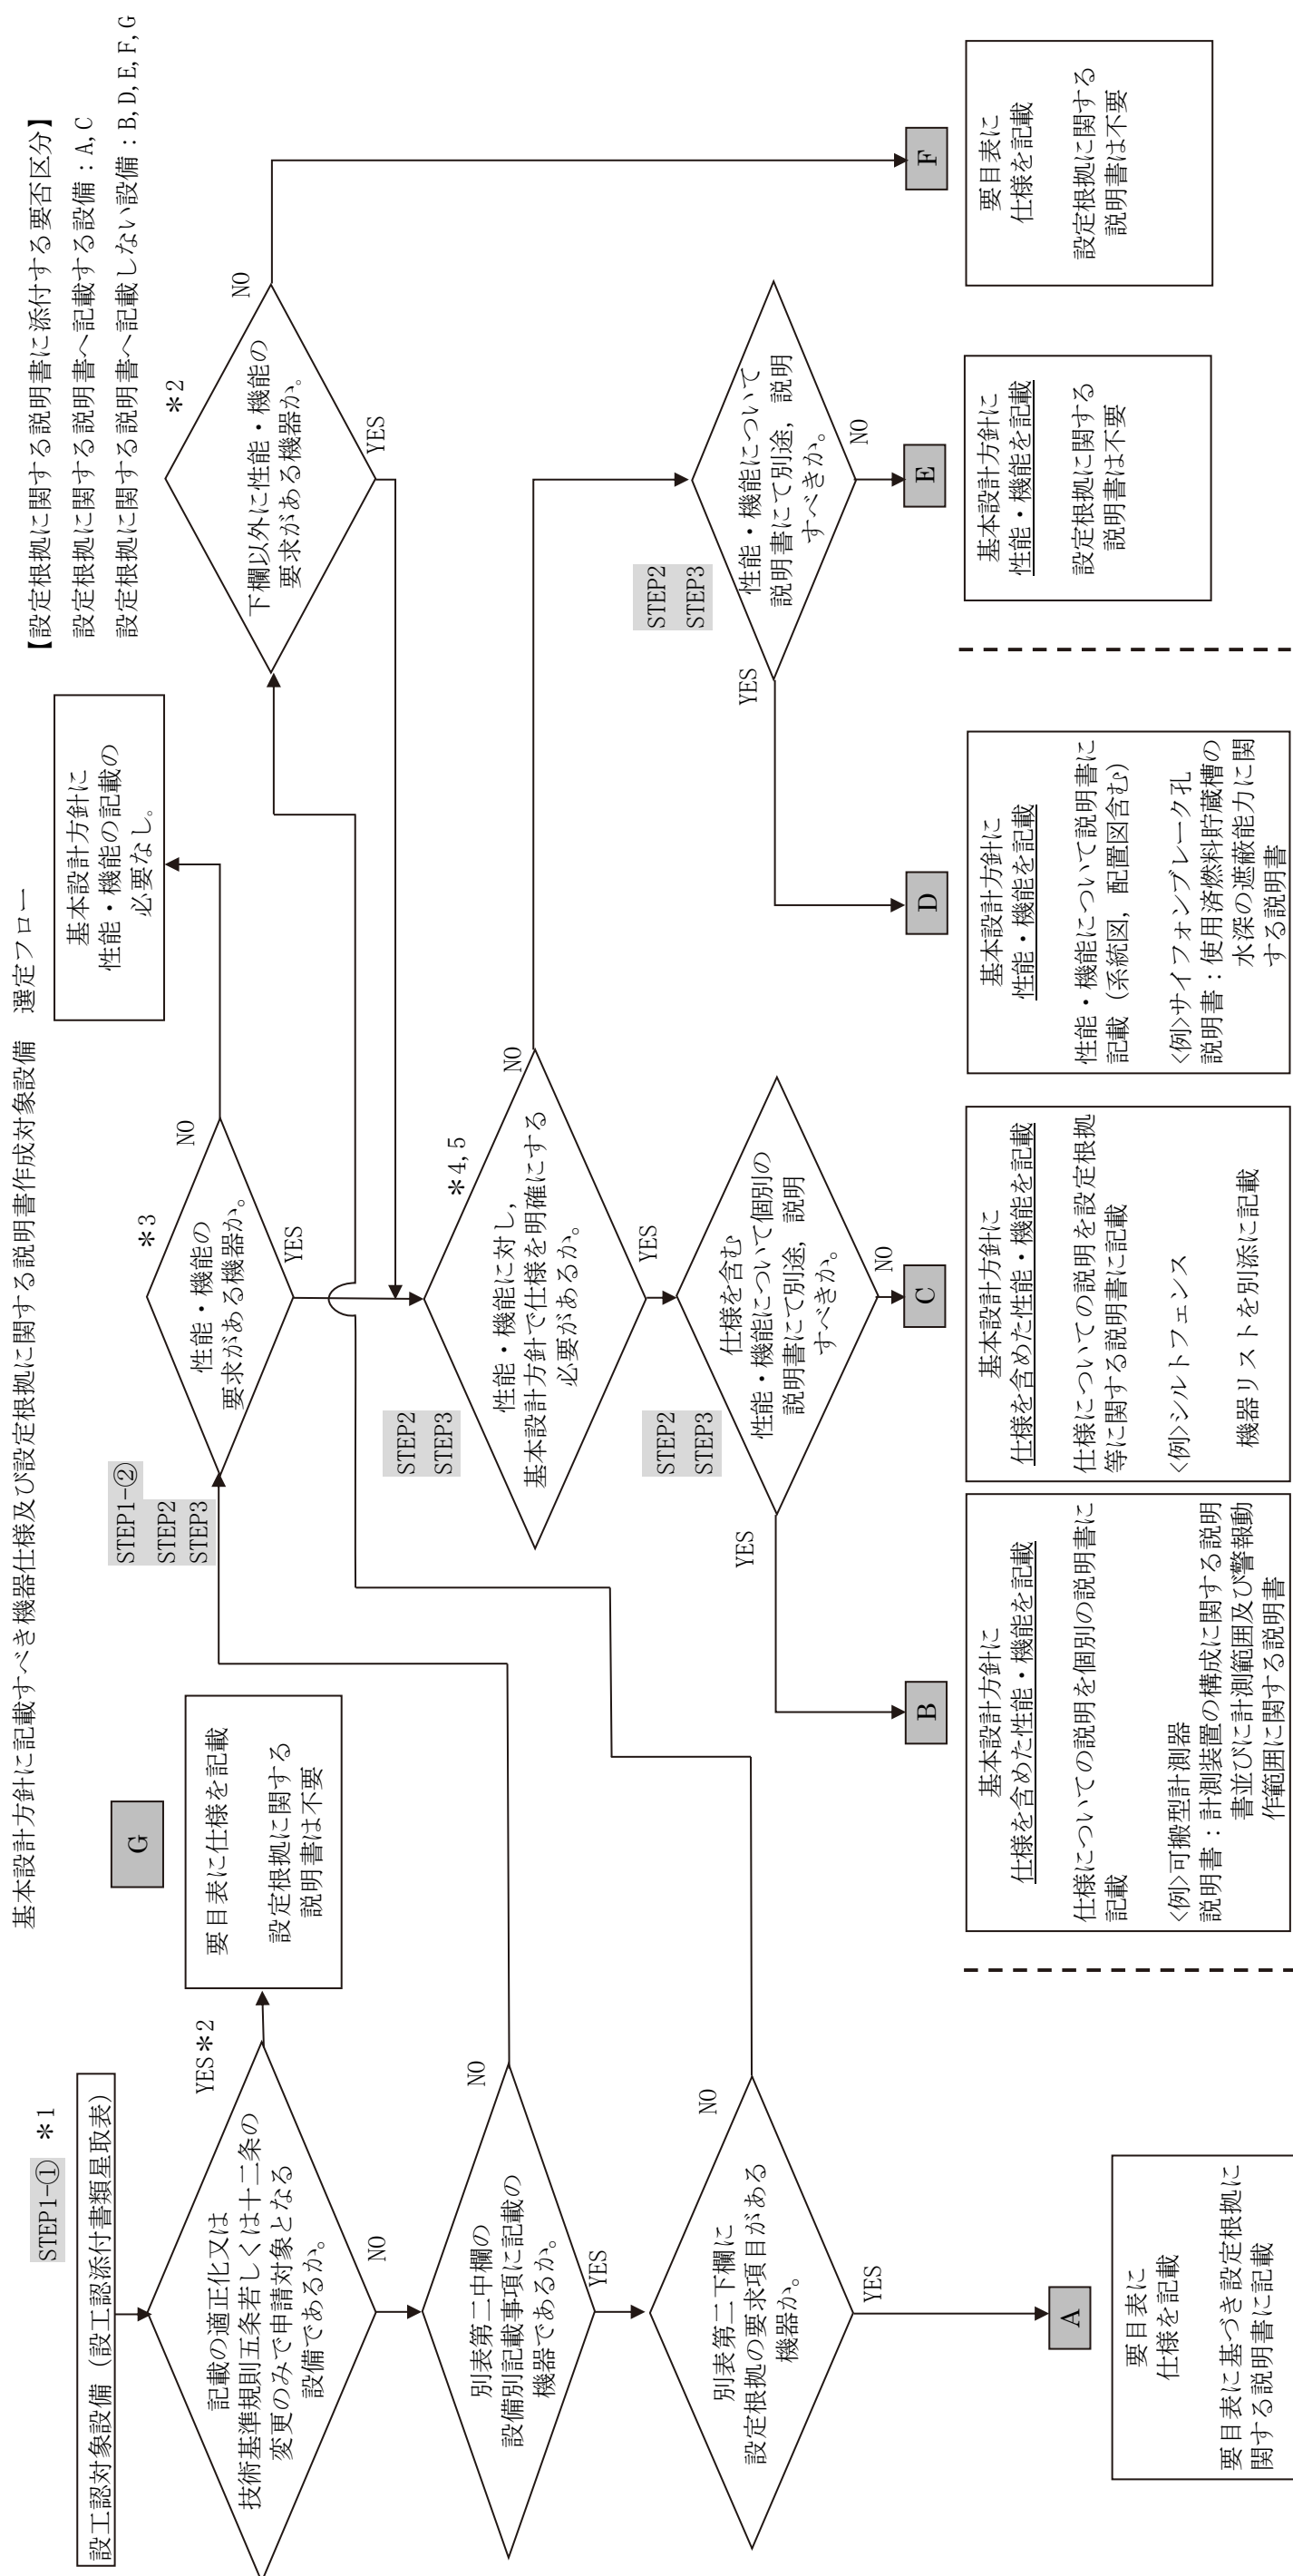 基本設計方針に記載すべき機器仕様及び設定根拠に関する説明書作成対象設備　選定フロー
【設定根拠に関する説明書に添付する要否区分】
設定根拠に関する説明書へ記載する設備：A,C
設定根拠に関する説明書へ記載しない設備：B,D,E,F,G
STEP1-① *1
設工認対象設備（設工認添付書類星取表）
記載の適正化又は
技術基準規則五条若しくは十二条の
変更のみで申請対象となる
設備であるか。
YES*2
NO
G
要目表に仕様を記載
設定根拠に関する
説明書は不要
別表第二中欄の
設備別記載事項に記載の
機器であるか。
NO
YES
別表第二下欄に
設定根拠の要求項目がある
機器か。
NO
YES
STEP1-②
STEP2
STEP3
*3
性能・機能の
要求がある機器か。
NO
YES
基本設計方針に
性能・機能の記載の
必要なし。
*2
下欄以外に性能・機能の
要求がある機器か。
NO
YES
STEP2
STEP3
*4,5
性能・機能に対し，
基本設計方針で仕様を明確にする
必要があるか。
NO
YES
STEP2
STEP3
仕様を含む
性能・機能について個別の
説明書にて別途，説明
すべきか。
YES
NO
STEP2
STEP3
性能・機能について
説明書にて別途，説明
すべきか。
YES
NO
A
要目表に
仕様を記載
要目表に基づき設定根拠に
関する説明書に記載
B
基本設計方針に
仕様を含めた性能・機能を記載
仕様についての説明を個別の説明書に
記載
<例>可搬型計測器
説明書：計測装置の構成に関する説明
書並びに計測範囲及び警報動
作範囲に関する説明書
C
基本設計方針に
仕様を含めた性能・機能を記載
仕様についての説明を設定根拠
等に関する説明書に記載
<例>シルトフェンス
機器リストを別添に記載
D
基本設計方針に
性能・機能を記載
性能・機能について説明書に
記載（系統図，配置図含む）
<例>サイフォンブレーク孔
説明書：使用済燃料貯蔵槽の
水深の遮蔽能力に関
する説明書
E
基本設計方針に
性能・機能を記載
設定根拠に関する
説明書は不要
F
要目表に
仕様を記載
設定根拠に関する
説明書は不要